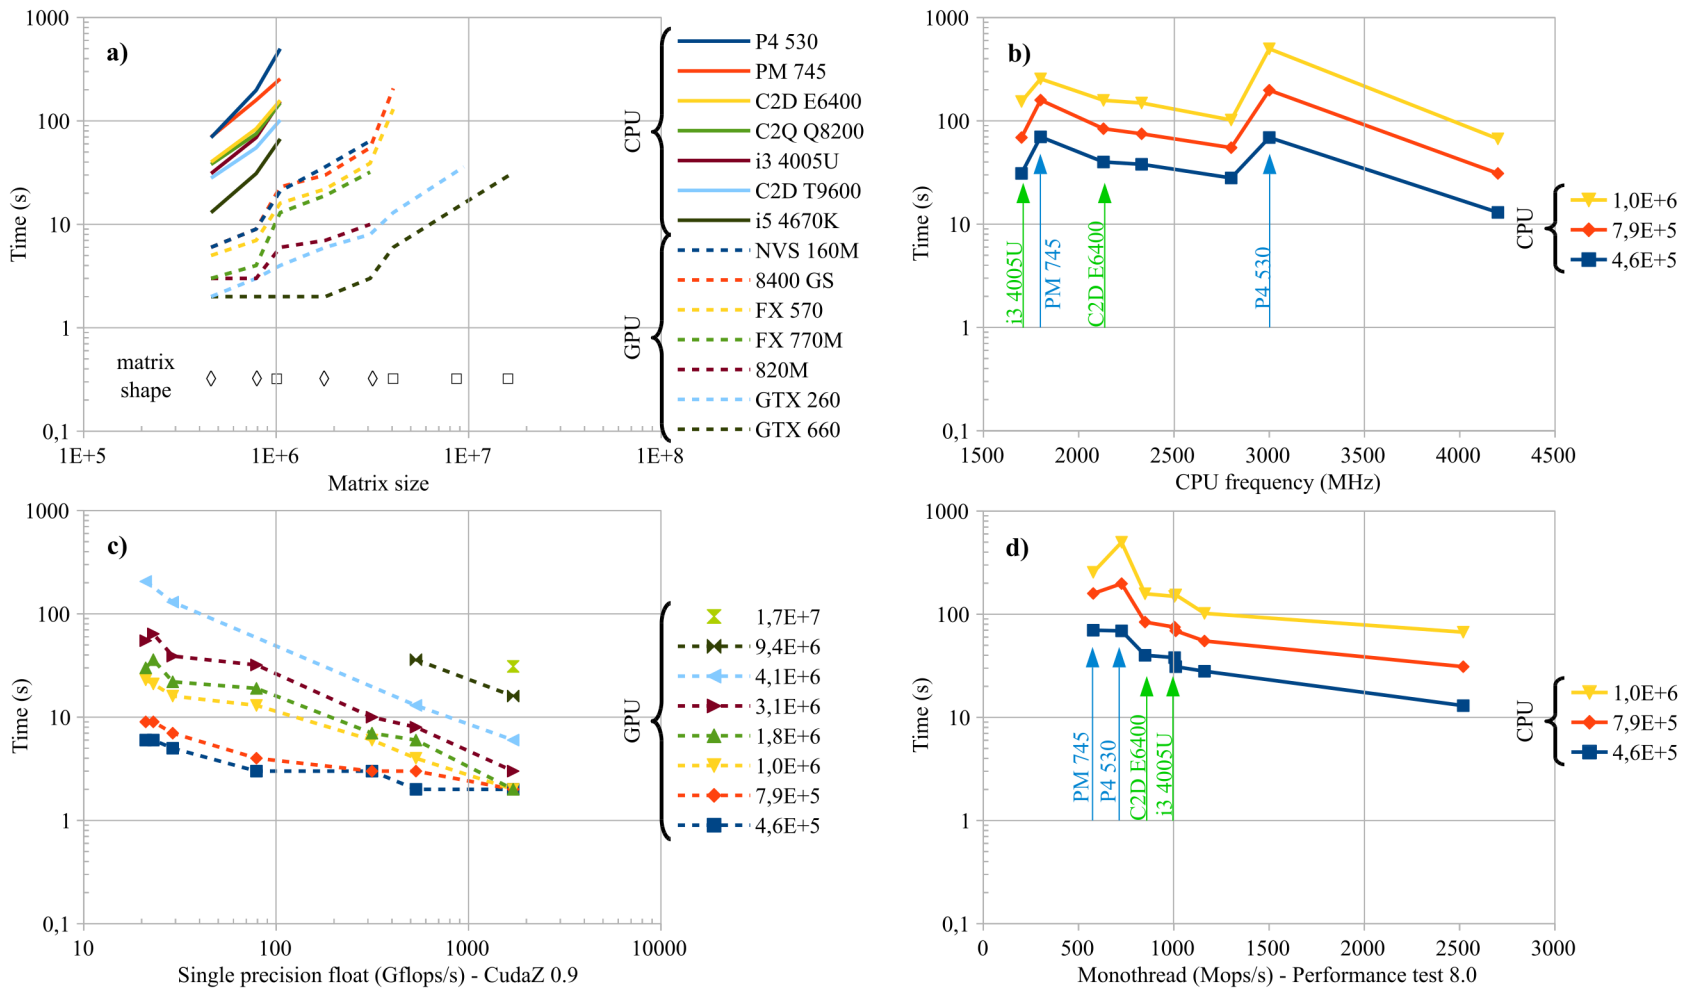 a)
1000
100
10
1
0,1
Time (s)
1E+5
1E+6
1E+7
1E+8
Matrix size
matrix
shape
CPU
P4 530
PM 745
C2D E6400
C2Q Q8200
i3 4005U
C2D T9600
i5 4670K
GPU
NVS 160M
8400 GS
FX 570
FX 770M
820M
GTX 260
GTX 660
b)
1000
100
10
1
0,1
Time (s)
1500
2000
2500
3000
3500
4000
4500
CPU frequency (MHz)
i3 4005U
PM 745
C2D E6400
P4 530
CPU
1,0E+6
7,9E+5
4,6E+5
c)
1000
100
10
1
0,1
Time (s)
10
100
1000
10000
Single precision float (Gflops/s) - CudaZ 0.9
GPU
1,7E+7
9,4E+6
4,1E+6
3,1E+6
1,8E+6
1,0E+6
7,9E+5
4,6E+5
d)
1000
100
10
1
0,1
Time (s)
0
500
1000
1500
2000
2500
3000
Monothread (Mops/s) - Performance test 8.0
PM 745
P4 530
C2D E6400
i3 4005U
CPU
1,0E+6
7,9E+5
4,6E+5